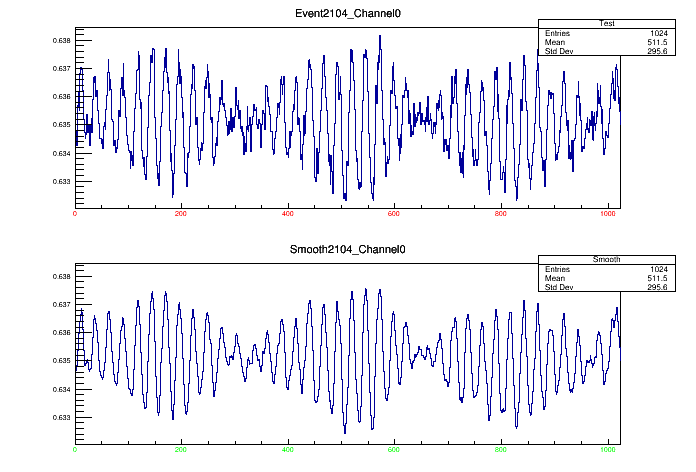 Event2104_Channel0
Test
Entries 1024
Mean 511.5
Std Dev 295.6
0.638
0.637
0.636
0.635
0.634
0.633
0 200 400 600 800 1000
Smooth2104_Channel0
Smooth
Entries 1024
Mean 511.5
Std Dev 295.6
0.638
0.637
0.636
0.635
0.634
0.633
0 200 400 600 800 1000